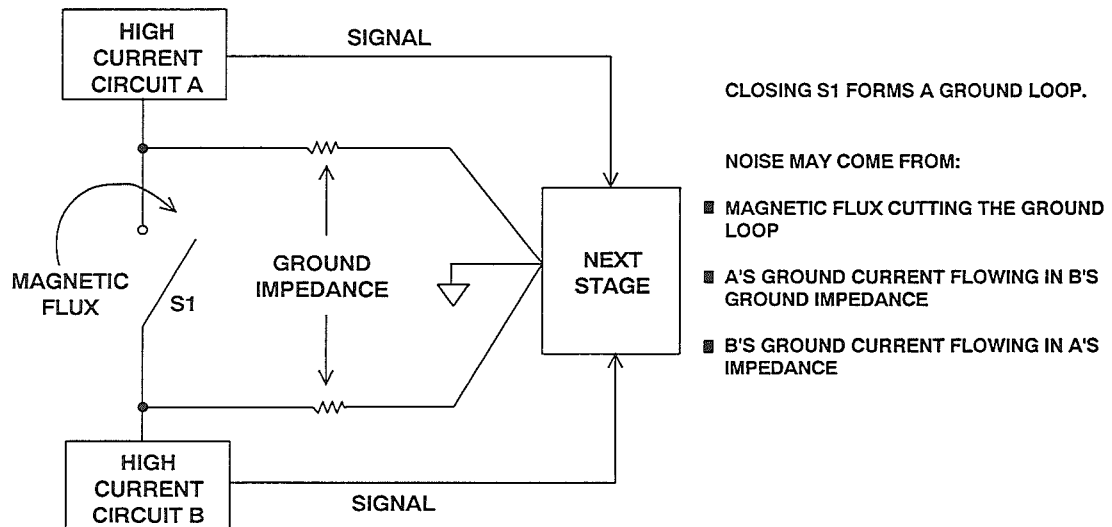 HIGH
CURRENT
CIRCUIT A
SIGNAL
CLOSING S1 FORMS A GROUND LOOP.
NOISE MAY COME FROM:
MAGNETIC FLUX CUTTING THE GROUND
LOOP
A'S GROUND CURRENT FLOWING IN B'S
GROUND IMPEDANCE
B'S GROUND CURRENT FLOWING IN A'S
IMPEDANCE
MAGNETIC
FLUX
S1
GROUND
IMPEDANCE
NEXT
STAGE
HIGH
CURRENT
CIRCUIT B
SIGNAL